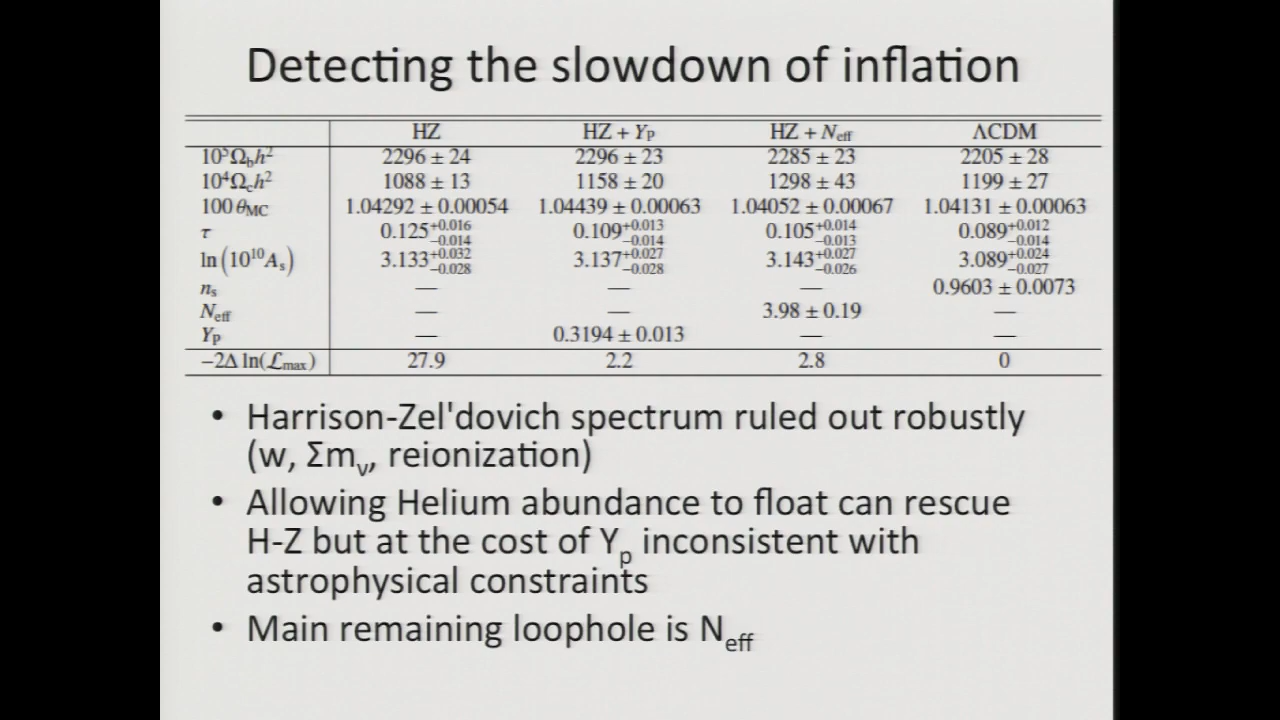 Detecting the slowdown of inflation
HZ HZ + Y_P HZ + N_eff ΛCDM
10^5Ω_bh^2 2296 ± 24 2296 ± 23 2285 ± 23 2205 ± 28
10^4Ω_ch^2 1088 ± 13 1158 ± 20 1298 ± 43 1199 ± 27
100 θ_MC 1.04292 ± 0.00054 1.04439 ± 0.00063 1.04052 ± 0.00067 1.04131 ± 0.00063
τ 0.125^{+0.016}_{−0.014} 0.109^{+0.013}_{−0.014} 0.105^{+0.014}_{−0.013} 0.089^{+0.012}_{−0.014}
ln(10^{10}A_s) 3.133^{+0.032}_{−0.028} 3.137^{+0.027}_{−0.028} 3.143^{+0.027}_{−0.026} 3.089^{+0.024}_{−0.027}
n_s — — — 0.9603 ± 0.0073
N_eff — — 3.98 ± 0.19 —
Y_P — 0.3194 ± 0.013 — —
−2Δ ln(ℒ_max) 27.9 2.2 2.8 0
• Harrison-Zel'dovich spectrum ruled out robustly
(w, Σm_ν, reionization)
• Allowing Helium abundance to float can rescue
H-Z but at the cost of Y_p inconsistent with
astrophysical constraints
• Main remaining loophole is N_eff